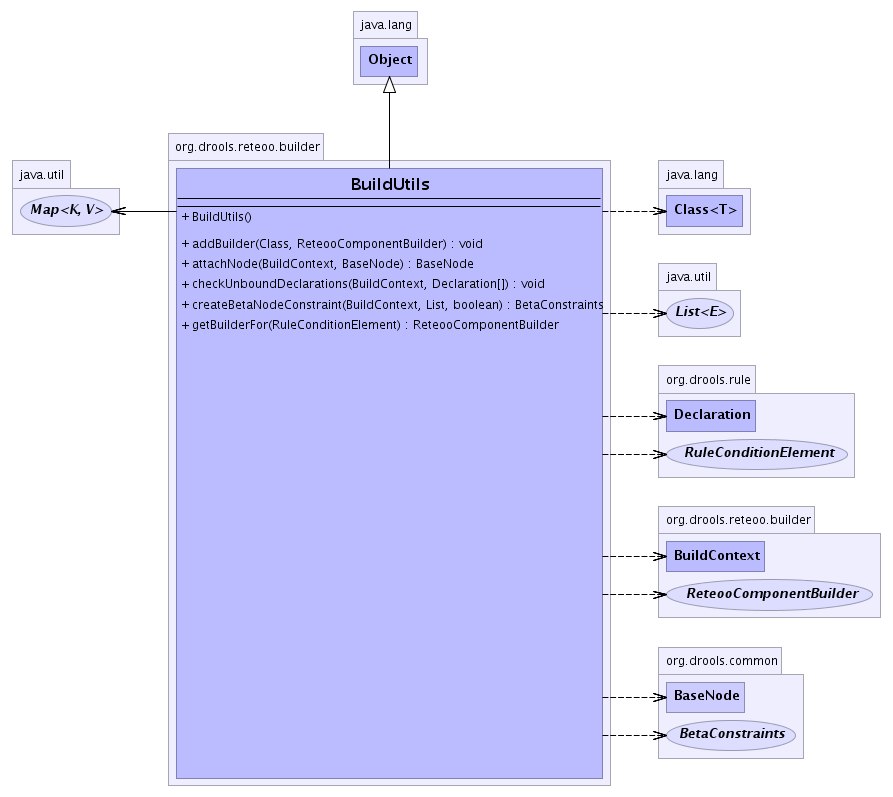 java.lang
Object
org.drools.reteoo.builder
BuildUtils
+ BuildUtils()
+ addBuilder(Class, ReteooComponentBuilder) : void
+ attachNode(BuildContext, BaseNode) : BaseNode
+ checkUnboundDeclarations(BuildContext, Declaration[]) : void
+ createBetaNodeConstraint(BuildContext, List, boolean) : BetaConstraints
+ getBuilderFor(RuleConditionElement) : ReteooComponentBuilder
java.util
Map<K, V>
java.lang
Class<T>
java.util
List<E>
org.drools.rule
Declaration
RuleConditionElement
org.drools.reteoo.builder
BuildContext
ReteooComponentBuilder
org.drools.common
BaseNode
BetaConstraints